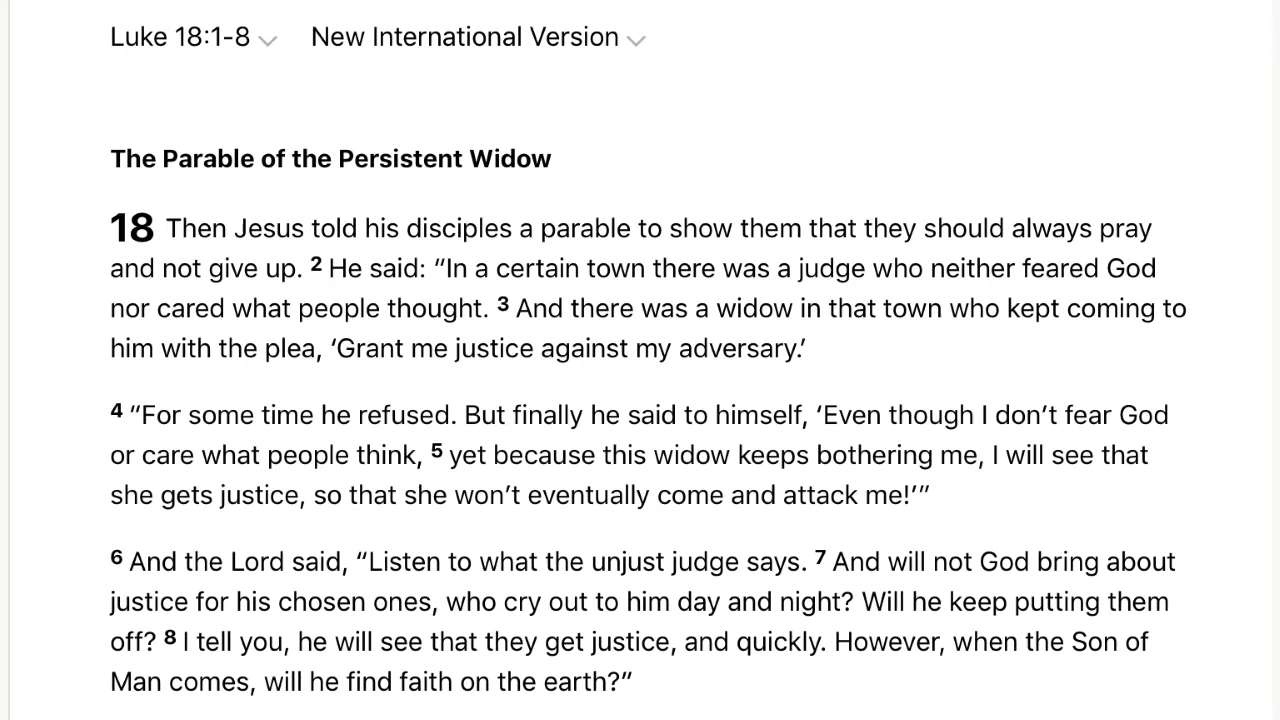 Luke 18:1-8 New International Version
The Parable of the Persistent Widow
18 Then Jesus told his disciples a parable to show them that they should always pray
and not give up. 2 He said: “In a certain town there was a judge who neither feared God
nor cared what people thought. 3 And there was a widow in that town who kept coming to
him with the plea, ‘Grant me justice against my adversary.’
4 “For some time he refused. But finally he said to himself, ‘Even though I don’t fear God
or care what people think, 5 yet because this widow keeps bothering me, I will see that
she gets justice, so that she won’t eventually come and attack me!’”
6 And the Lord said, “Listen to what the unjust judge says. 7 And will not God bring about
justice for his chosen ones, who cry out to him day and night? Will he keep putting them
off? 8 I tell you, he will see that they get justice, and quickly. However, when the Son of
Man comes, will he find faith on the earth?”